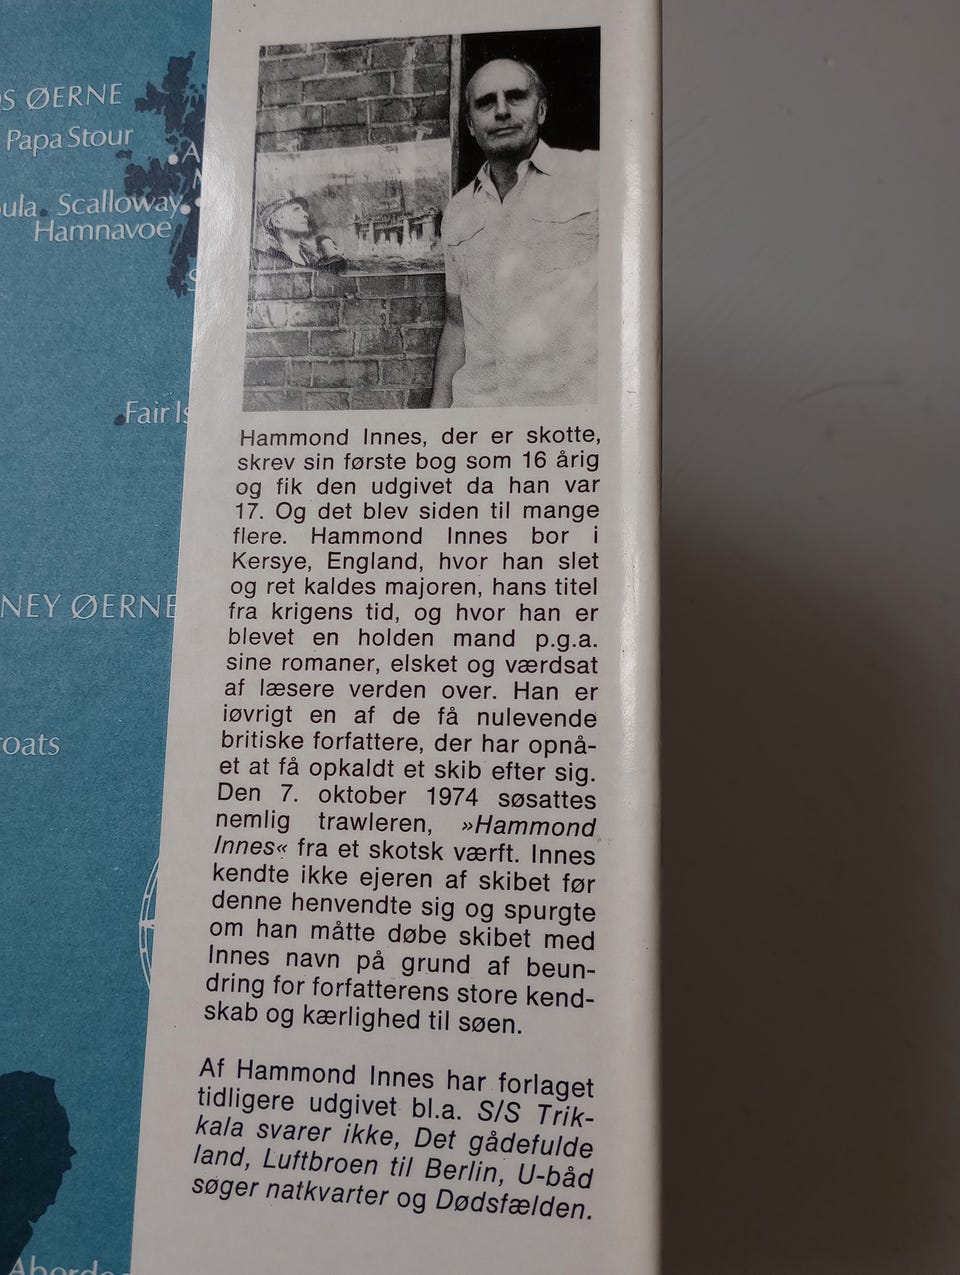 ØERNE
Papa Stour
Scalloway
Hamnavoe
Fair
ØERNE
Hammond Innes, der er skotte,
skrev sin første bog som 16 årig
og fik den udgivet da han var
17. Og det blev siden til mange
flere. Hammond Innes bor i
Kersye, England, hvor han slet
og ret kaldes majoren, hans titel
fra krigens tid, og hvor han er
blevet en holden mand p.g.a.
sine romaner, elsket og værdsat
af læsere verden over. Han er
iøvrigt en af de få nulevende
britiske forfattere, der har opnå-
et at få opkaldt et skib efter sig.
Den 7. oktober 1974 søsattes
nemlig trawleren, »Hammond
Innes« fra et skotsk værft. Innes
kendte ikke ejeren af skibet før
denne henvendte sig og spurgte
om han måtte døbe skibet med
Innes navn på grund af beun-
dring for forfatterens store kend-
skab og kærlighed til søen.
Af Hammond Innes har forlaget
tidligere udgivet bl.a. S/S Trik-
kala svarer ikke, Det gådefulde
land, Luftbroen til Berlin, U-båd
søger natkvarter og Dødsfælden.